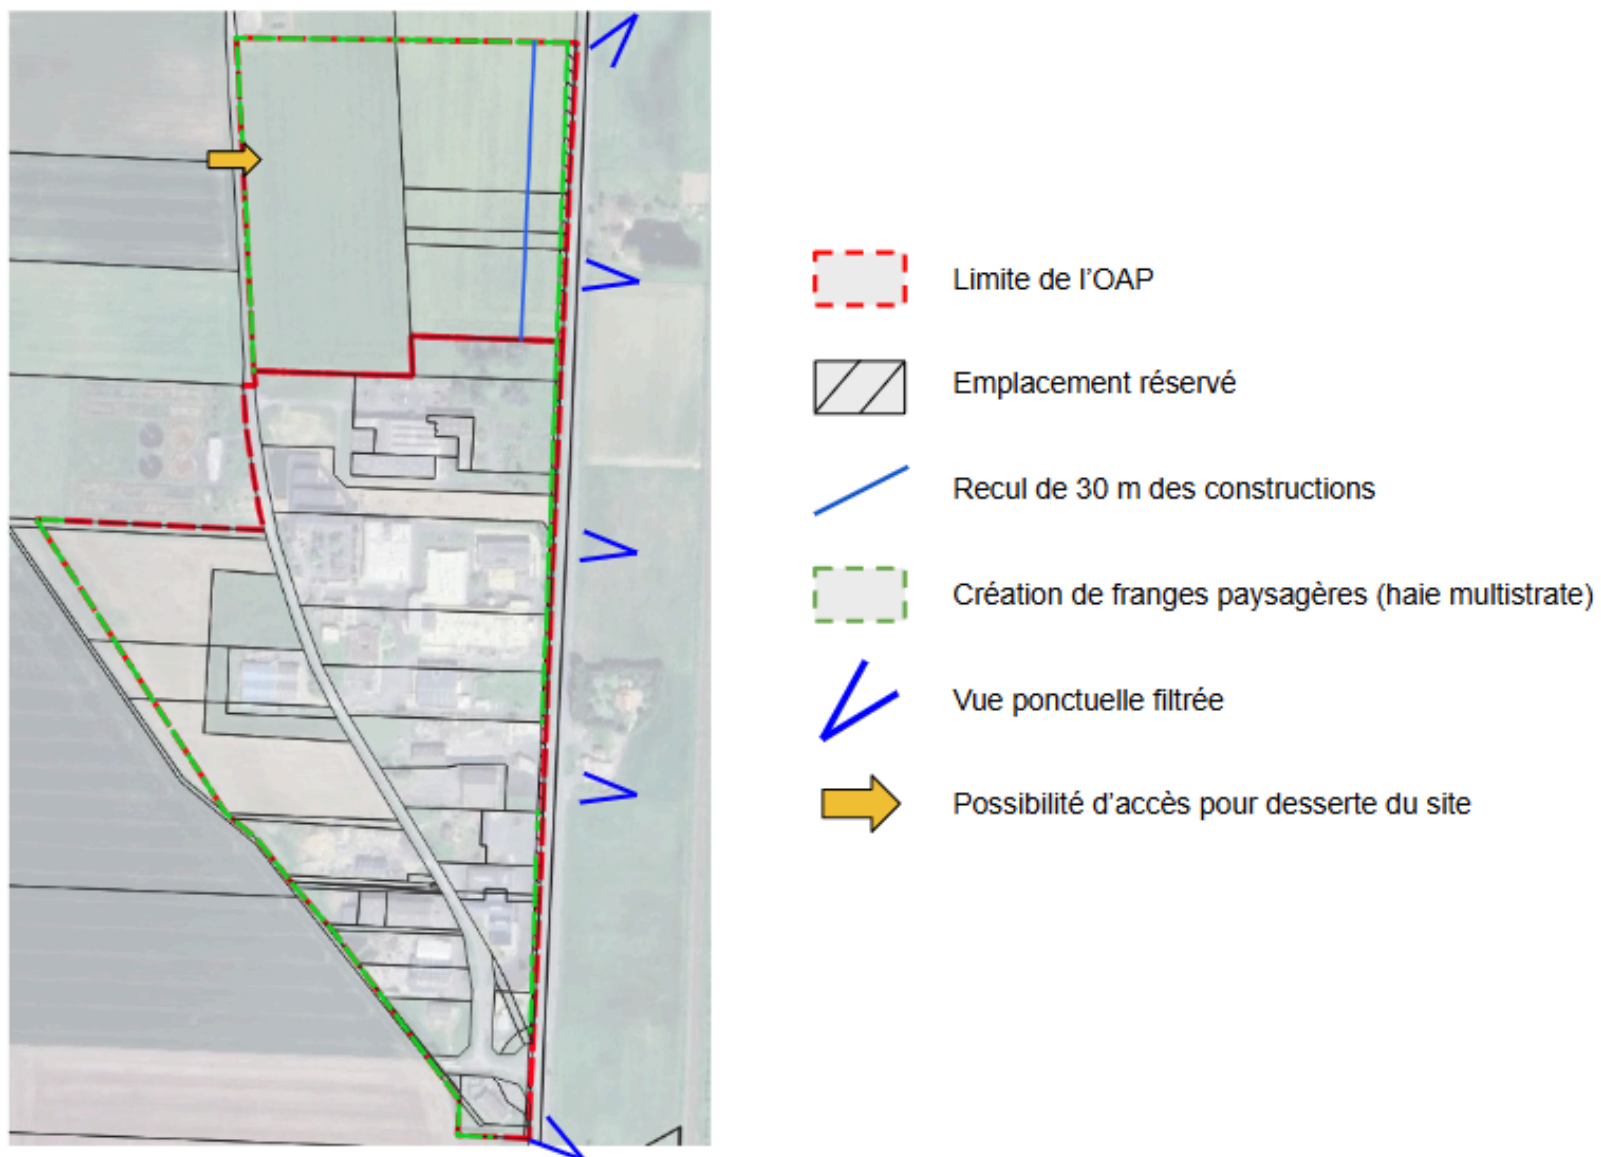 Limite de l'OAP
Emplacement réservé
Recul de 30 m des constructions
Création de franges paysagères (haie multistrate)
Vue ponctuelle filtrée
Possibilité d'accès pour desserte du site